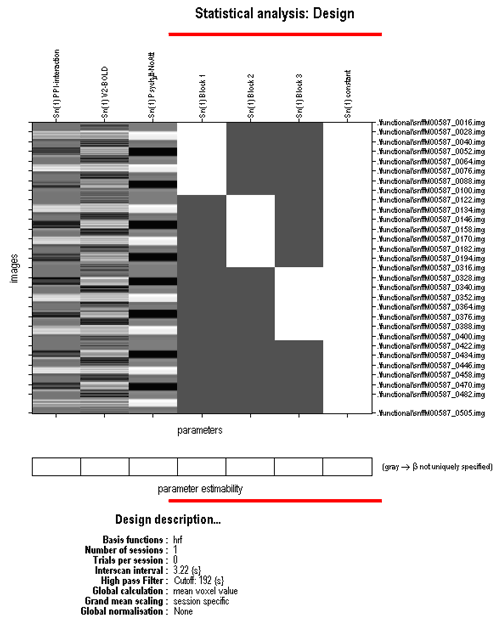 Statistical analysis: Design
Sn(1) PPI-interaction
Sn(1) V2-BOLD
Sn(1) Block 1
Sn(1) Block 2
Sn(1) Block 3
Sn(1) constant
images
.\functional\snffM00587_0016.img
.\functional\snffM00587_0028.img
.\functional\snffM00587_0040.img
.\functional\snffM00587_0052.img
.\functional\snffM00587_0064.img
.\functional\snffM00587_0076.img
.\functional\snffM00587_0088.img
.\functional\snffM00587_0100.img
.\functional\snffM00587_0122.img
.\functional\snffM00587_0134.img
.\functional\snffM00587_0146.img
.\functional\snffM00587_0158.img
.\functional\snffM00587_0170.img
.\functional\snffM00587_0182.img
.\functional\snffM00587_0194.img
.\functional\snffM00587_0316.img
.\functional\snffM00587_0328.img
.\functional\snffM00587_0340.img
.\functional\snffM00587_0352.img
.\functional\snffM00587_0364.img
.\functional\snffM00587_0376.img
.\functional\snffM00587_0388.img
.\functional\snffM00587_0400.img
.\functional\snffM00587_0422.img
.\functional\snffM00587_0434.img
.\functional\snffM00587_0446.img
.\functional\snffM00587_0458.img
.\functional\snffM00587_0470.img
.\functional\snffM00587_0482.img
.\functional\snffM00587_0505.img
parameters
(gray → β not uniquely specified)
parameter estimability
Design description...
Basis functions : hrf
Number of sessions : 1
Trials per session : 0
Interscan interval : 3.22 {s}
High pass Filter : Cutoff: 192 {s}
Global calculation : mean voxel value
Grand mean scaling : session specific
Global normalisation : None